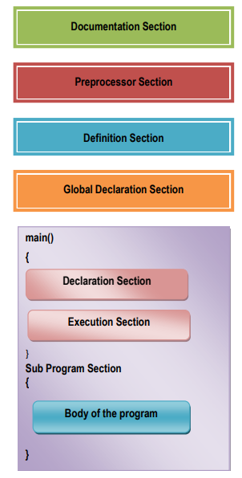 Documentation Section
Preprocessor Section
Definition Section
Global Declaration Section
main()
{
Declaration Section
Execution Section
}
Sub Program Section
{
Body of the program
}